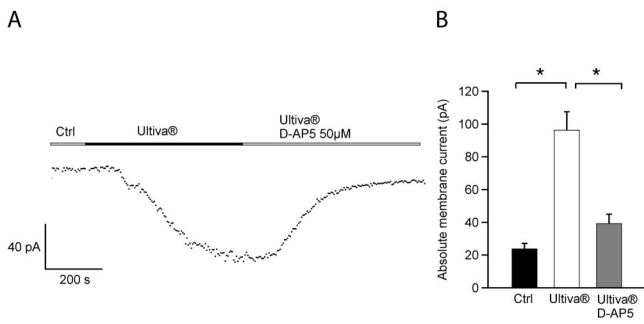 A
B
Ctrl
Ultiva®
Ultiva®
D-AP5 50µM
40 pA
200 s
Absolute membrane current (pA)
120
100
80
60
40
20
0
*
*
Ctrl
Ultiva®
Ultiva®
D-AP5